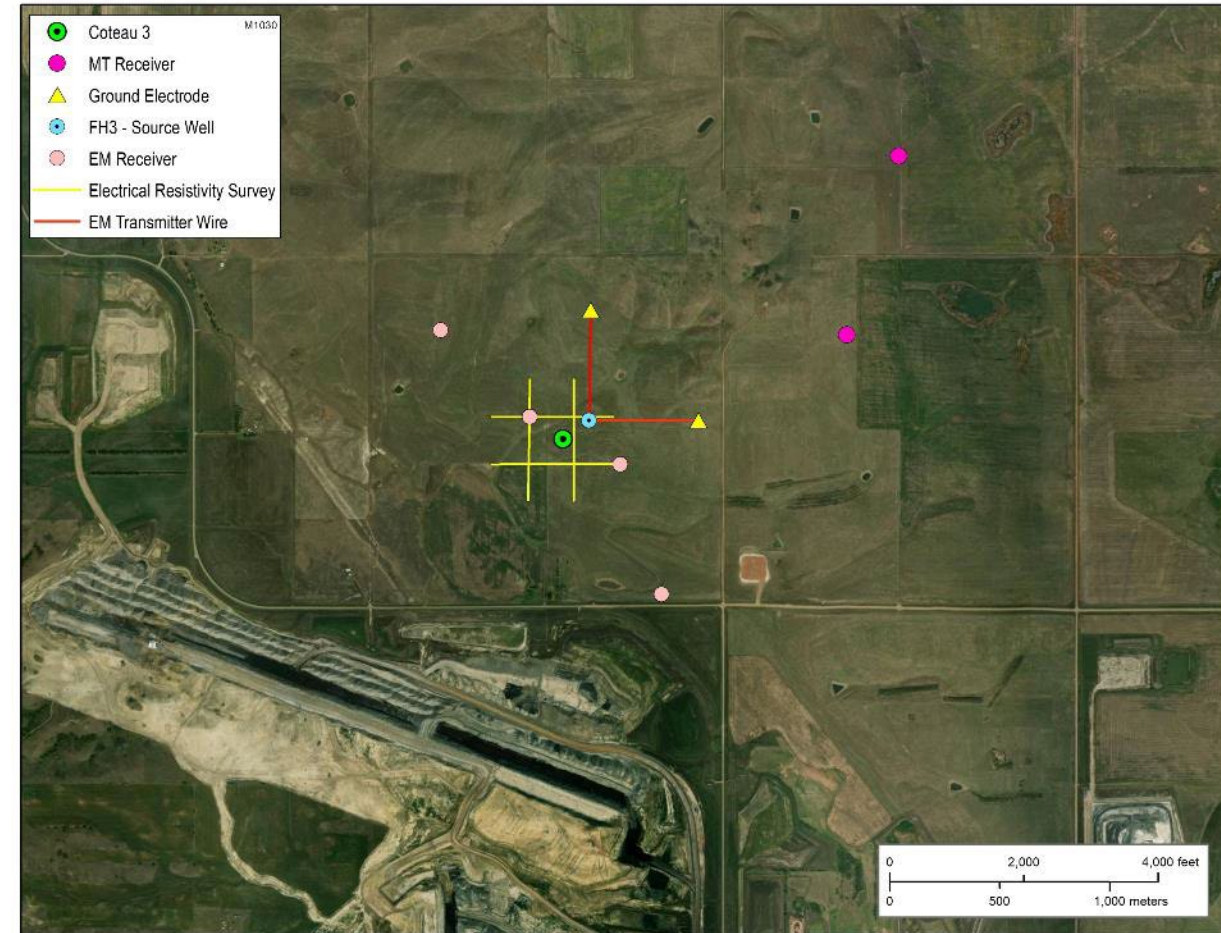 M1030
Coteau 3
MT Receiver
Ground Electrode
FH3 - Source Well
EM Receiver
Electrical Resistivity Survey
EM Transmitter Wire
0 2,000 4,000 feet
0 500 1,000 meters